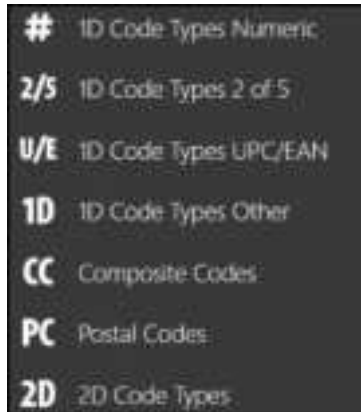 # 1D Code Types Numeric
2/5 1D Code Types 2 of 5
U/E 1D Code Types UPC/EAN
1D 1D Code Types Other
CC Composite Codes
PC Postal Codes
2D 2D Code Types